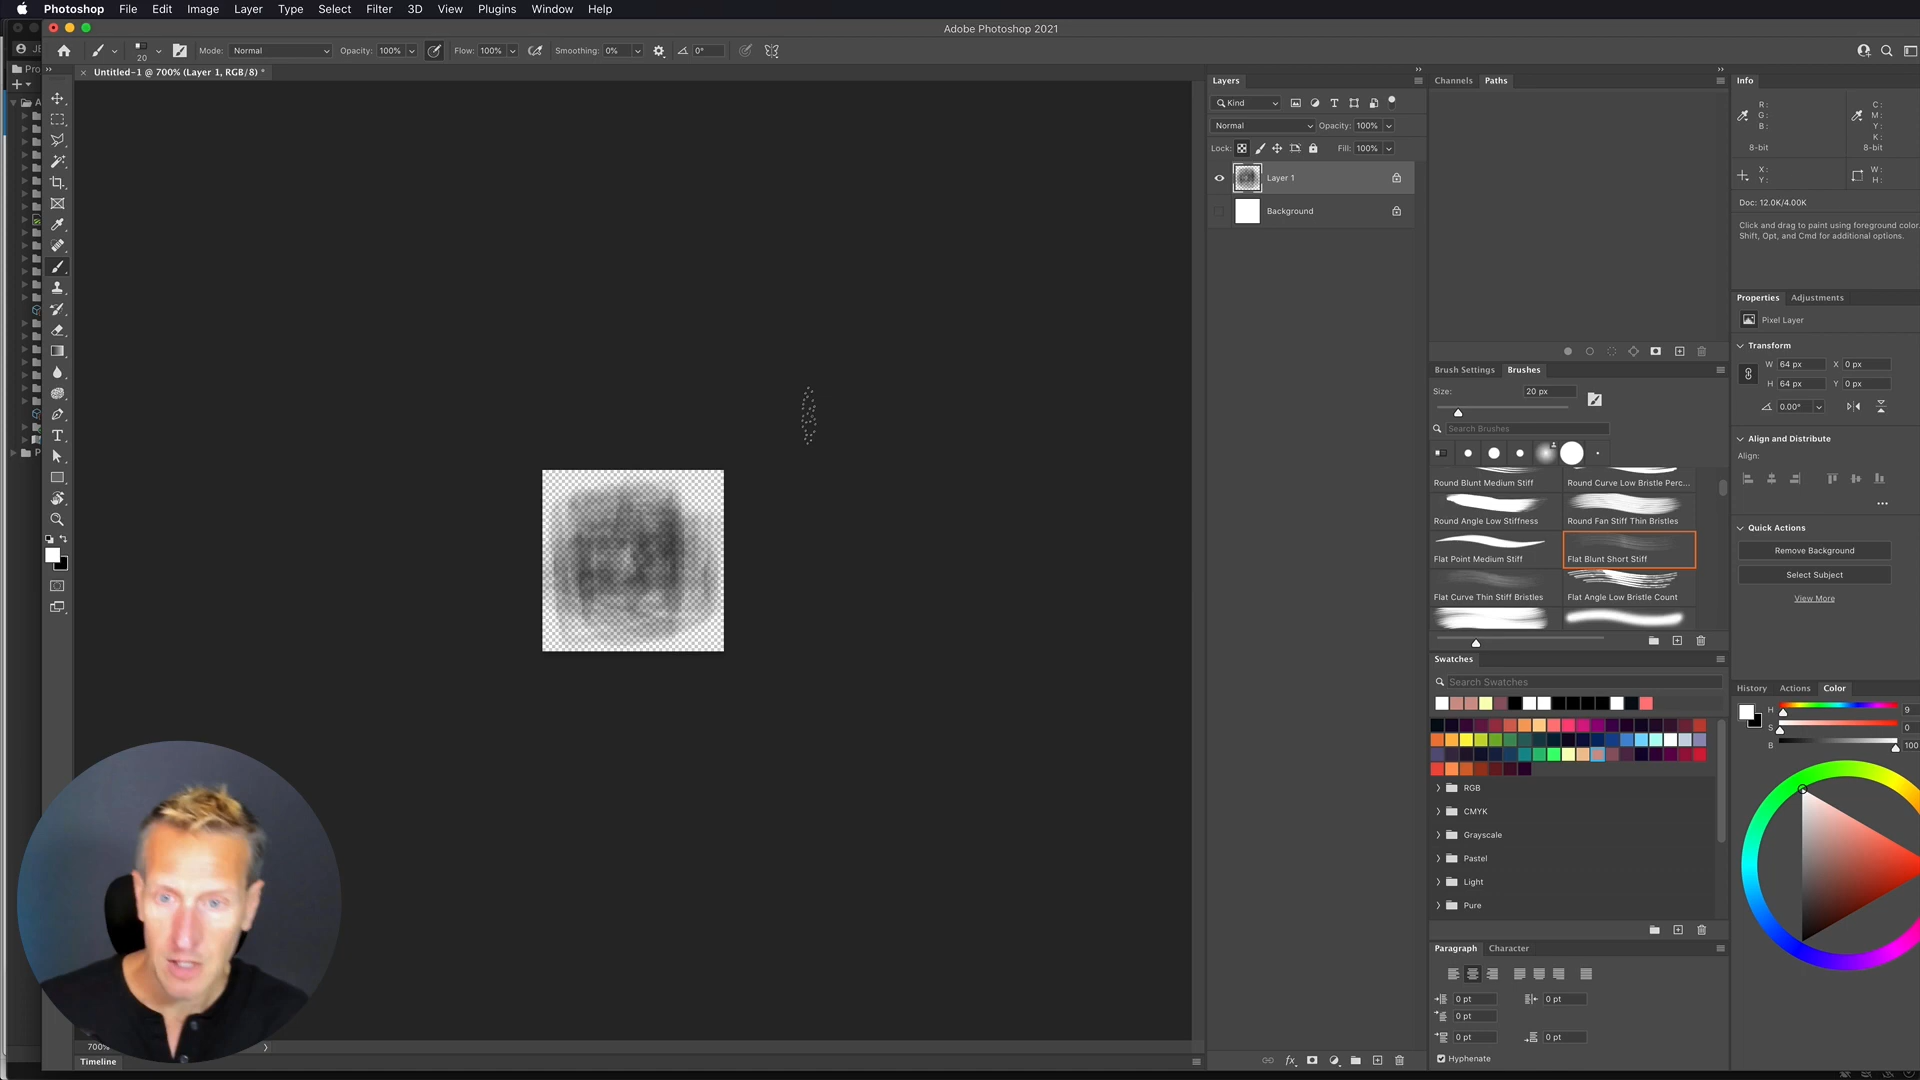 Photoshop File Edit Image Layer Type Select Filter 3D View Plugins Window Help
Adobe Photoshop 2021
20 Mode: Normal Opacity: 100% Flow: 100% Smoothing: 0% 0°
Untitled-1 @ 700% (Layer 1, RGB/8) *
Layers
Kind
Normal Opacity: 100%
Lock: Fill: 100%
Layer 1
Background
Channels Paths
Info
R:
G:
B:
8-bit
C:
M:
Y:
K:
8-bit
X:
Y:
W:
H:
Doc: 12.0K/4.00K
Click and drag to paint using foreground color.
Shift, Opt, and Cmd for additional options.
Properties Adjustments
Pixel Layer
Transform
W 64 px X 0 px
H 64 px Y 0 px
0.00°
Align and Distribute
Align:
Quick Actions
Remove Background
Select Subject
View More
Brush Settings Brushes
Size: 20 px
Search Brushes
Round Blunt Medium Stiff Round Curve Low Bristle Perc...
Round Angle Low Stiffness Round Fan Stiff Thin Bristles
Flat Point Medium Stiff Flat Blunt Short Stiff
Flat Curve Thin Stiff Bristles Flat Angle Low Bristle Count
Swatches
Search Swatches
RGB
CMYK
Grayscale
Pastel
Light
Pure
History Actions Color
H 9
S 0
B 100
Paragraph Character
0 pt 0 pt
0 pt
0 pt 0 pt
Hyphenate
700%
Timeline